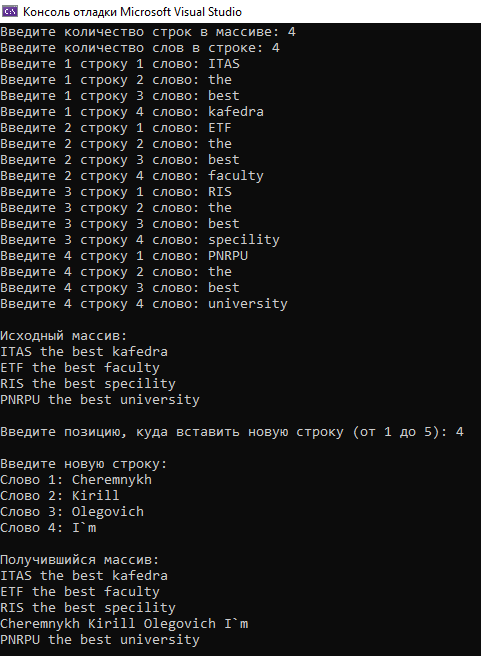 Консоль отладки Microsoft Visual Studio
Введите количество строк в массиве: 4
Введите количество слов в строке: 4
Введите 1 строку 1 слово: ITAS
Введите 1 строку 2 слово: the
Введите 1 строку 3 слово: best
Введите 1 строку 4 слово: kafedra
Введите 2 строку 1 слово: ETF
Введите 2 строку 2 слово: the
Введите 2 строку 3 слово: best
Введите 2 строку 4 слово: faculty
Введите 3 строку 1 слово: RIS
Введите 3 строку 2 слово: the
Введите 3 строку 3 слово: best
Введите 3 строку 4 слово: specility
Введите 4 строку 1 слово: PNRPU
Введите 4 строку 2 слово: the
Введите 4 строку 3 слово: best
Введите 4 строку 4 слово: university
Исходный массив:
ITAS the best kafedra
ETF the best faculty
RIS the best specility
PNRPU the best university
Введите позицию, куда вставить новую строку (от 1 до 5): 4
Введите новую строку:
Слово 1: Cheremnykh
Слово 2: Kirill
Слово 3: Olegovich
Слово 4: I`m
Получившийся массив:
ITAS the best kafedra
ETF the best faculty
RIS the best specility
Cheremnykh Kirill Olegovich I`m
PNRPU the best university